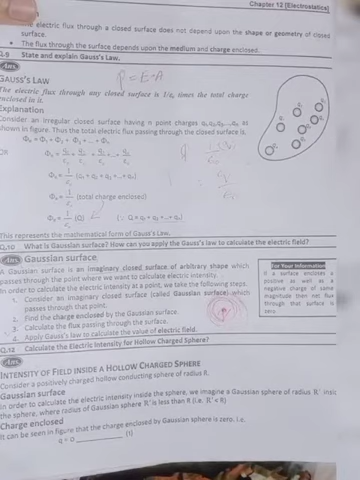 Chapter 12 [Electrostatics]
The electric flux through a closed surface does not depend upon the shape or geometry of closed
surface.
• The flux through the surface depends upon the medium and charge enclosed.
Q.9 State and explain Gauss's Law.
Ans
GAUSS'S LAW
The electric flux through any closed surface is 1/ε₀ times the total charge
enclosed in it.
Explanation
Consider an irregular closed surface having n point charges q₁,q₂,q₃,...,qₙ as
shown in figure. Thus the total electric flux passing through the closed surface is.
Φₑ = Φ₁ + Φ₂ + Φ₃ + ... + Φₙ
OR
(total charge enclosed)
This represents the mathematical form of Gauss's Law.
Q.10 What is Gaussian surface? How can you apply the Gauss's law to calculate the electric field?
Ans Gaussian surface
A Gaussian surface is an imaginary closed surface of arbitrary shape which
passes through the point where we want to calculate electric intensity.
In order to calculate the electric intensity at a point, we take the following steps.
1. Consider an imaginary closed surface (called Gaussian surface) which
passes through that point.
2. Find the charge enclosed by the Gaussian surface.
3. Calculate the flux passing through the surface.
4. Apply Gauss's law to calculate the value of electric field.
For Your Information
If a surface encloses a
positive as well as a
negative charge of same
magnitude then net flux
through that surface is
zero
Calculate the Electric Intensity for Hollow Charged Sphere?
Ans
INTENSITY OF FIELD INSIDE A HOLLOW CHARGED SPHERE
Consider a positively charged hollow conducting sphere of radius R.
Gaussian surface
In order to calculate the electric intensity inside the sphere, we imagine a Gaussian sphere of radius R'
the sphere, where radius of Gaussian sphere R' is less than R (i.e. R' < R)
Charge enclosed
It can be seen in figure that the charge enclosed by Gaussian sphere is zero. i.e.
q = 0 (1)